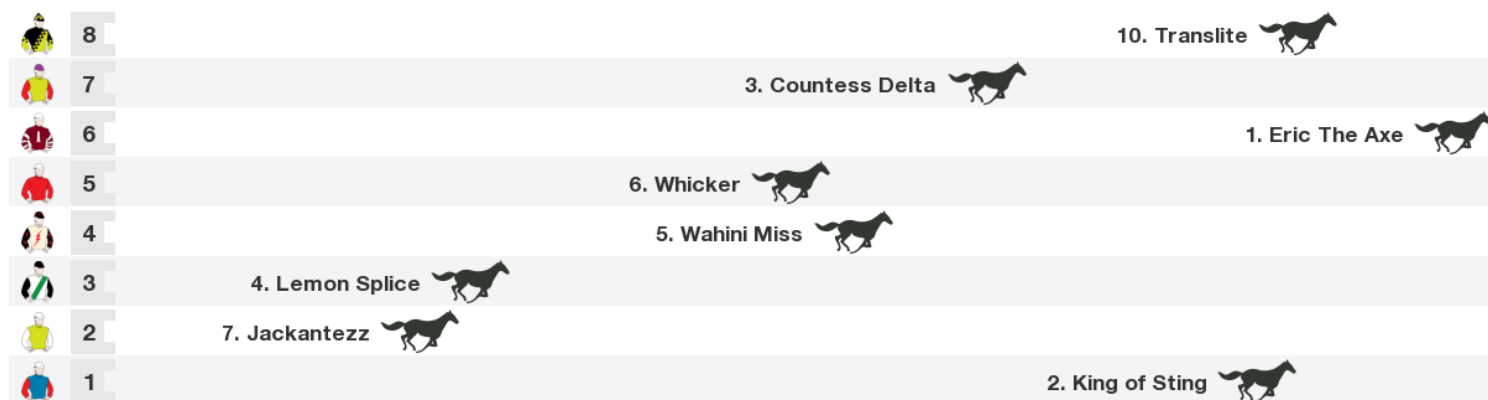 8 10. Translite
7 3. Countess Delta
6 1. Eric The Axe
5 6. Whicker
4 5. Wahini Miss
3 4. Lemon Splice
2 7. Jackantezz
1 2. King of Sting